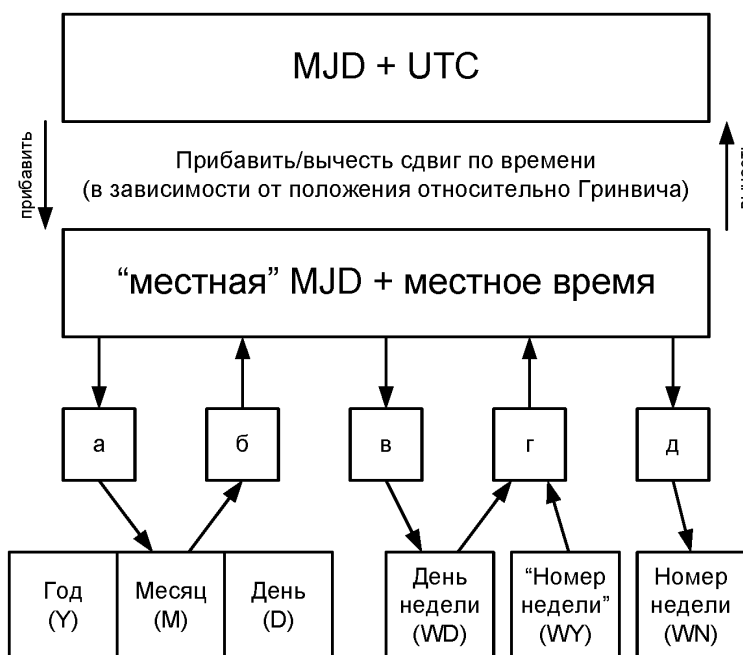 MJD + UTC
прибавить
Прибавить/вычесть сдвиг по времени
(в зависимости от положения относительно Гринвича)
“местная” MJD + местное время
а
б
в
г
д
Год
(Y)
Месяц
(M)
День
(D)
День
недели
(WD)
“Номер
недели”
(WY)
Номер
недели
(WN)